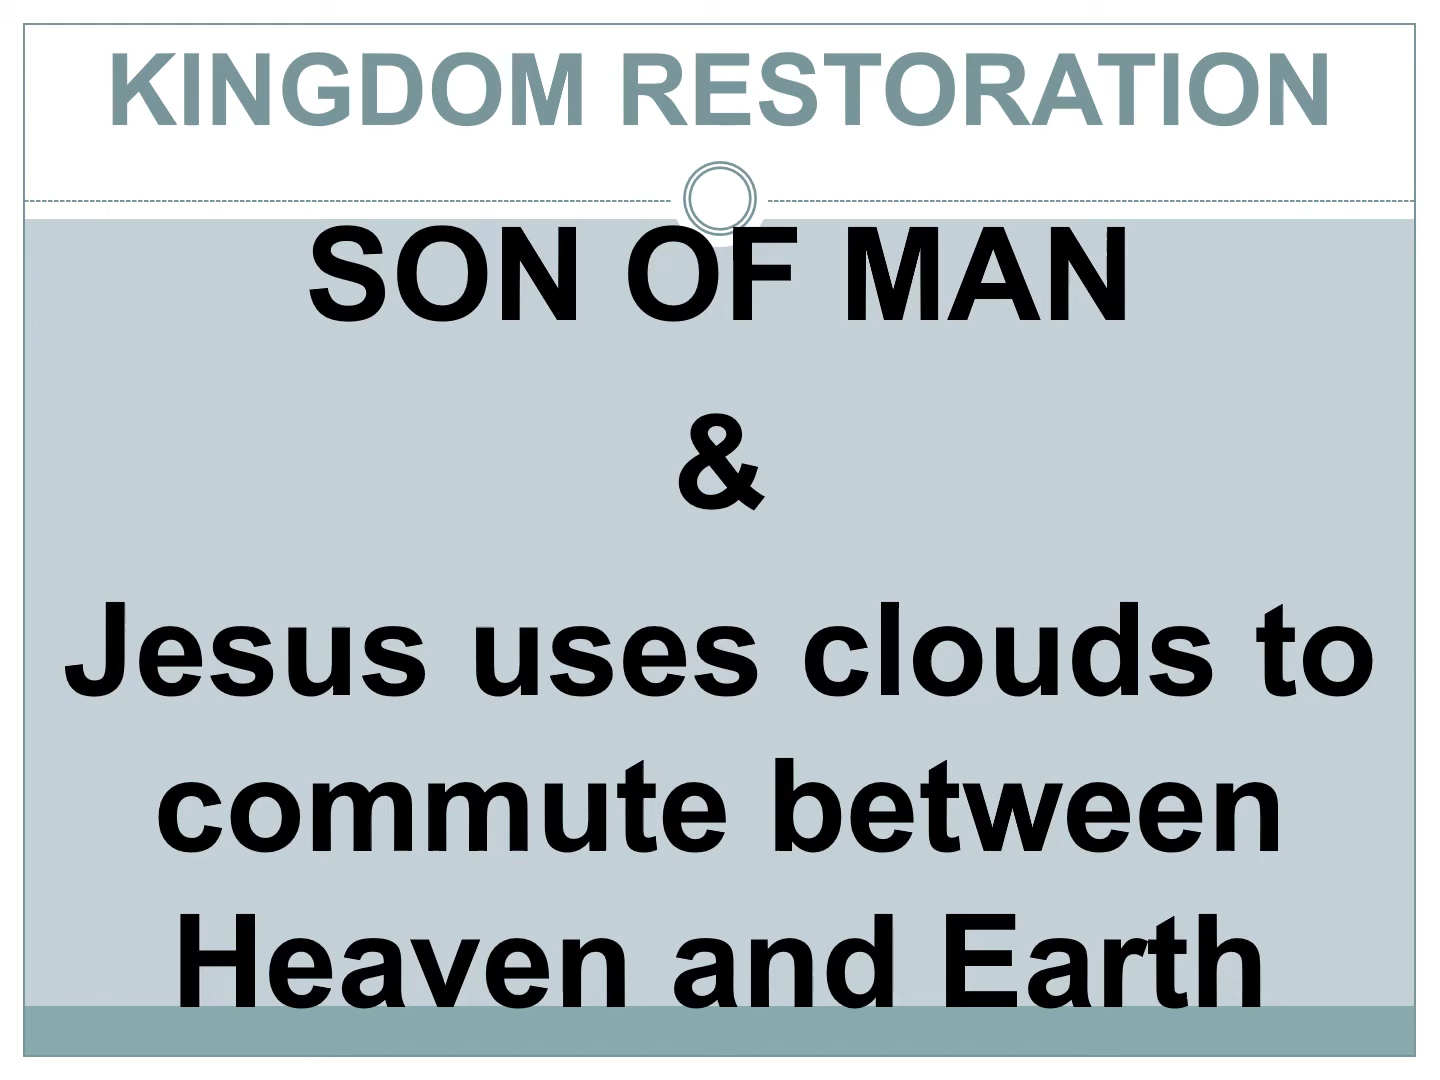 KINGDOM RESTORATION
SON OF MAN
&
Jesus uses clouds to
commute between
Heaven and Earth